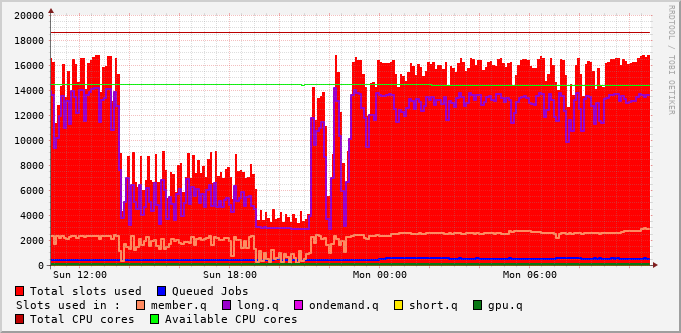 20000
18000
16000
14000
12000
10000
8000
6000
4000
2000
0
Sun 12:00 Sun 18:00 Mon 00:00 Mon 06:00
Total slots used Queued Jobs
Slots used in : member.q long.q ondemand.q short.q gpu.q
Total CPU cores Available CPU cores
RRDTOOL / TOBI OETIKER